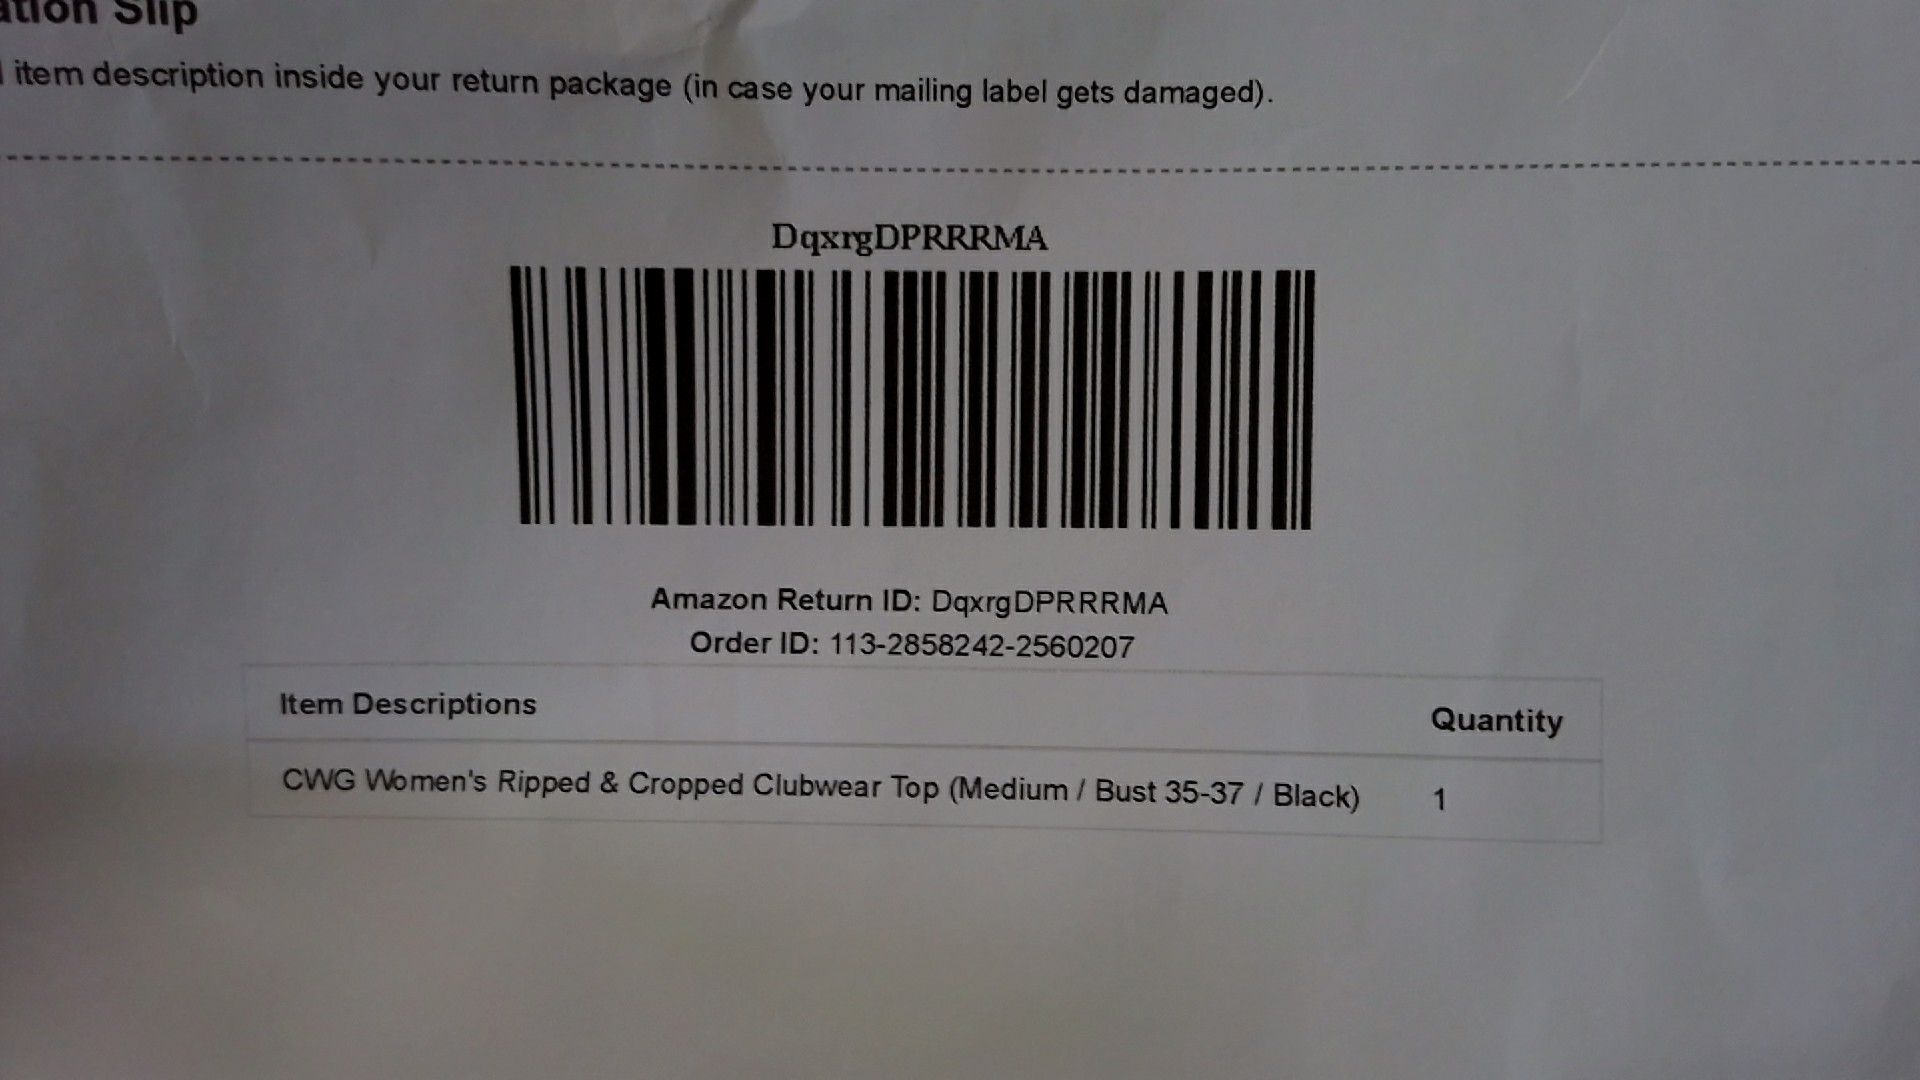 Slip
item description inside your return package (in case your mailing label gets damaged).
DqxrgDPRRRMA
Amazon Return ID: DqxrgDPRRRMA
Order ID: 113-2858242-2560207
Item Descriptions Quantity
CWG Women's Ripped & Cropped Clubwear Top (Medium / Bust 35-37 / Black) 1